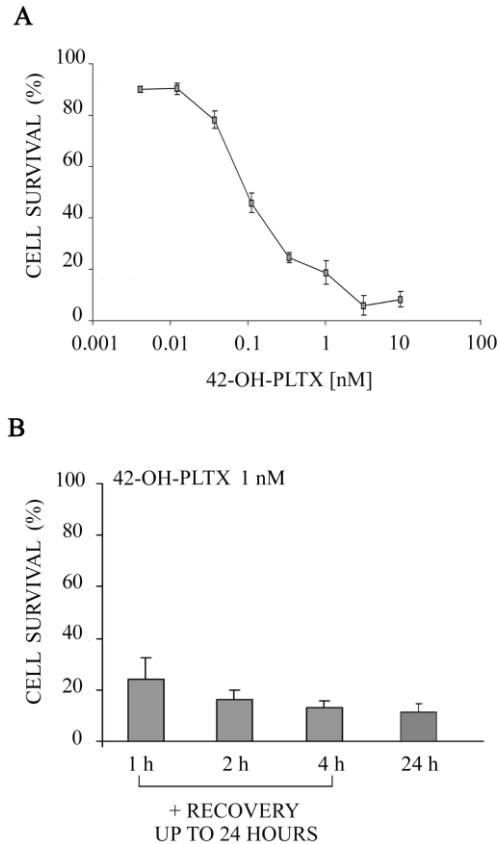 A
CELL SURVIVAL (%)
100
80
60
40
20
0
0.001 0.01 0.1 1 10 100
42-OH-PLTX [nM]
B
CELL SURVIVAL (%)
42-OH-PLTX 1 nM
100
80
60
40
20
0
1 h 2 h 4 h 24 h
+ RECOVERY
UP TO 24 HOURS